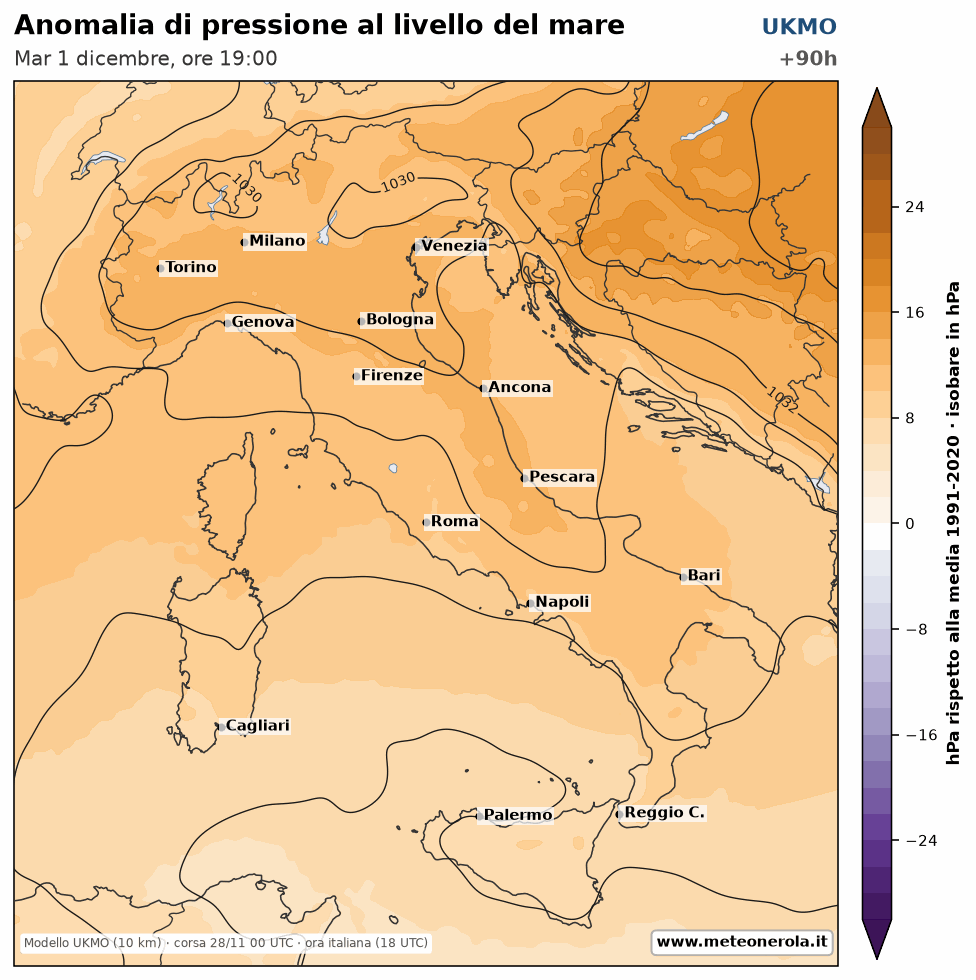 Anomalia di pressione al livello del mare
UKMO
Mar 1 dicembre, ore 19:00
+90h
1030
1030
Milano
Venezia
Torino
Genova
Bologna
Firenze
Ancona
1032
Pescara
Roma
Bari
Napoli
Cagliari
Palermo
Reggio C.
24
16
8
0
−8
−16
−24
hPa rispetto alla media 1991-2020 · isobare in hPa
Modello UKMO (10 km) · corsa 28/11 00 UTC · ora italiana (18 UTC)
www.meteonerola.it